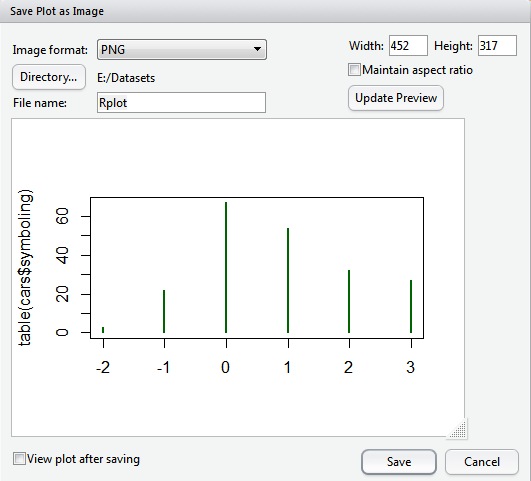 Save Plot as Image
Image format: PNG
Width: 452 Height: 317
Directory... E:/Datasets
Maintain aspect ratio
File name: Rplot
Update Preview
table(cars$symboling)
60
40
20
0
-2 -1 0 1 2 3
View plot after saving
Save Cancel